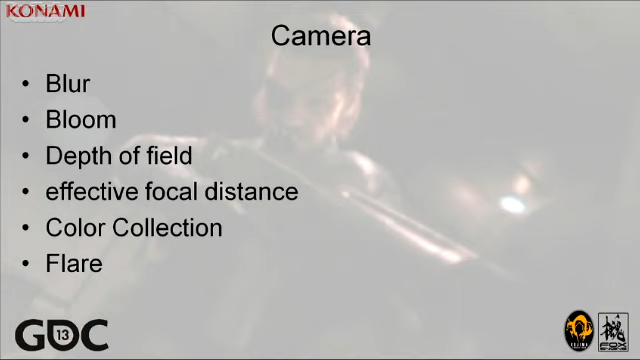 KONAMI
Camera
• Blur
• Bloom
• Depth of field
• effective focal distance
• Color Collection
• Flare
GDC
13
FOX